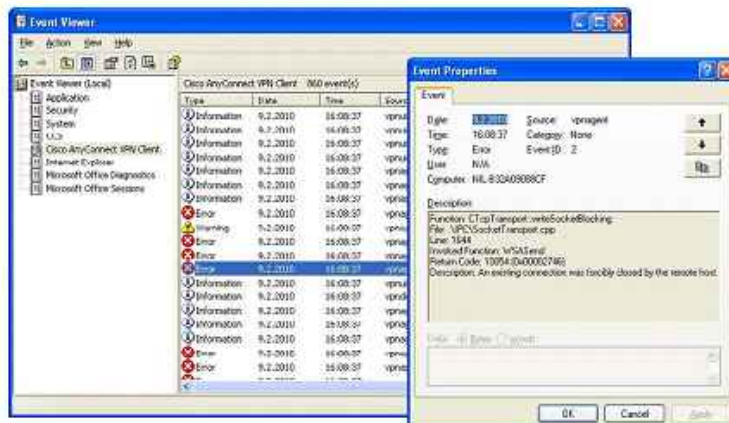 Event Viewer
File Action View Help
Event Viewer (Local)
Application
Security
System
Cisco AnyConnect VPN Client
Internet Explorer
Microsoft Office Diagnostics
Microsoft Office Sessions
Cisco AnyConnect VPN Client 860 event(s)
Type Date Time Source
Information 9.2.2010 16:08:37
Information 9.2.2010 16:08:37
Information 9.2.2010 16:08:37
Information 9.2.2010 16:08:37
Information 9.2.2010 16:08:37
Information 9.2.2010 16:08:37
Information 9.2.2010 16:08:37
Error 9.2.2010 16:08:37
Warning 9.2.2010 16:08:37
Error 9.2.2010 16:08:37
Error 9.2.2010 16:08:37
Error 9.2.2010 16:08:37
Information 9.2.2010 16:08:37
Information 9.2.2010 16:08:37
Information 9.2.2010 16:08:37
Information 9.2.2010 16:08:37
Information 9.2.2010 16:08:37
Error 9.2.2010 16:08:37
Error 9.2.2010 16:08:37
Event Properties
Event
Date: 9.2.2010 Source: vpnagent
Time: 16:08:37 Category: None
Type: Error Event ID: 2
User: N/A
Computer:
Description:
Function: CTcpTransport::writeSocketBlocking
File: .\IPC\SocketTransport.cpp
Line: 1644
Invoked Function: WSASend
Return Code: 10054 (0x00002746)
Description: An existing connection was forcibly closed by the remote host.
Data: Bytes Words
OK Cancel Apply